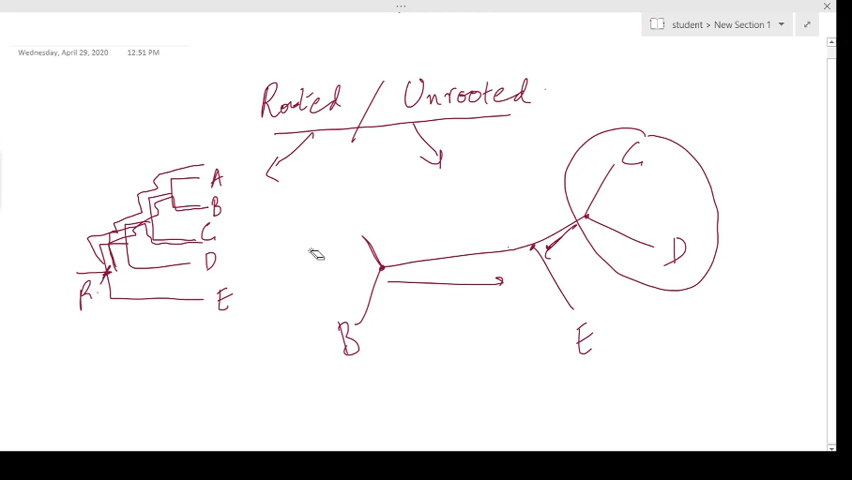 student > New Section 1
Wednesday, April 29, 2020 12:51 PM
Rooted / Unrooted
A
B
C
D
E
R
C
D
B
E